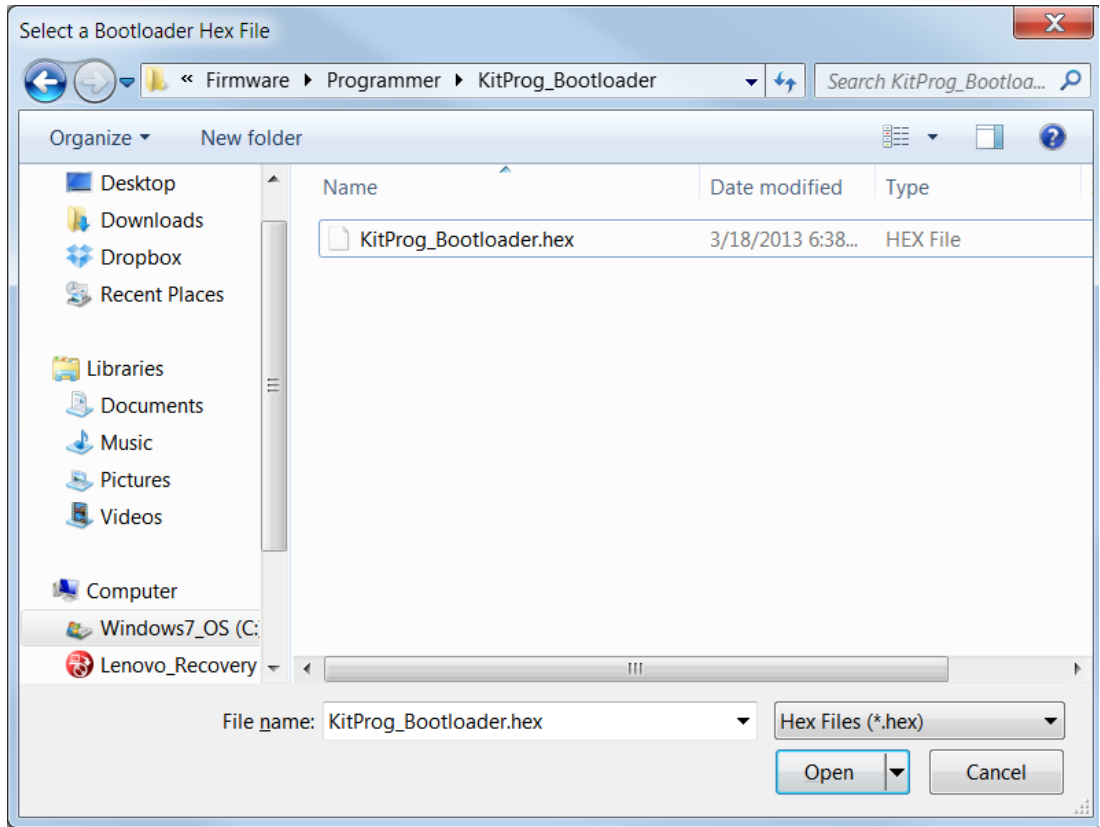 Select a Bootloader Hex File
« Firmware ▸ Programmer ▸ KitProg_Bootloader
Search KitProg_Bootloa...
Organize
New folder
Desktop
Downloads
Dropbox
Recent Places
Libraries
Documents
Music
Pictures
Videos
Computer
Windows7_OS (C:
Lenovo_Recovery
Name Date modified Type
KitProg_Bootloader.hex 3/18/2013 6:38... HEX File
File name: KitProg_Bootloader.hex
Hex Files (*.hex)
Open
Cancel